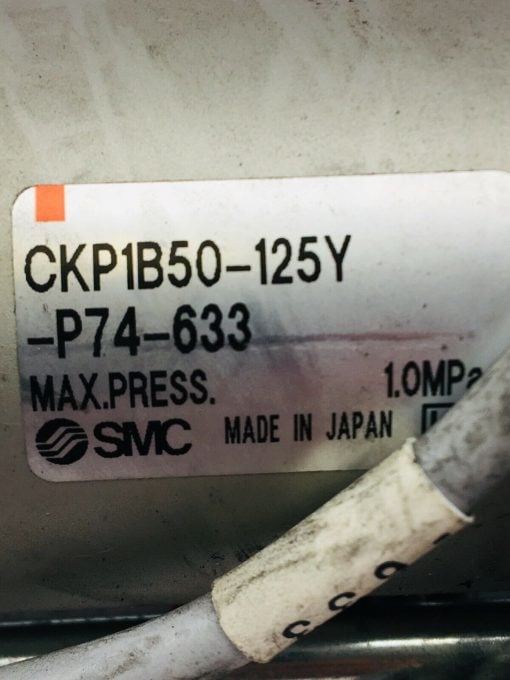 CKP1B50-125Y
-P74-633
MAX.PRESS. 1.0MPa
SMC MADE IN JAPAN